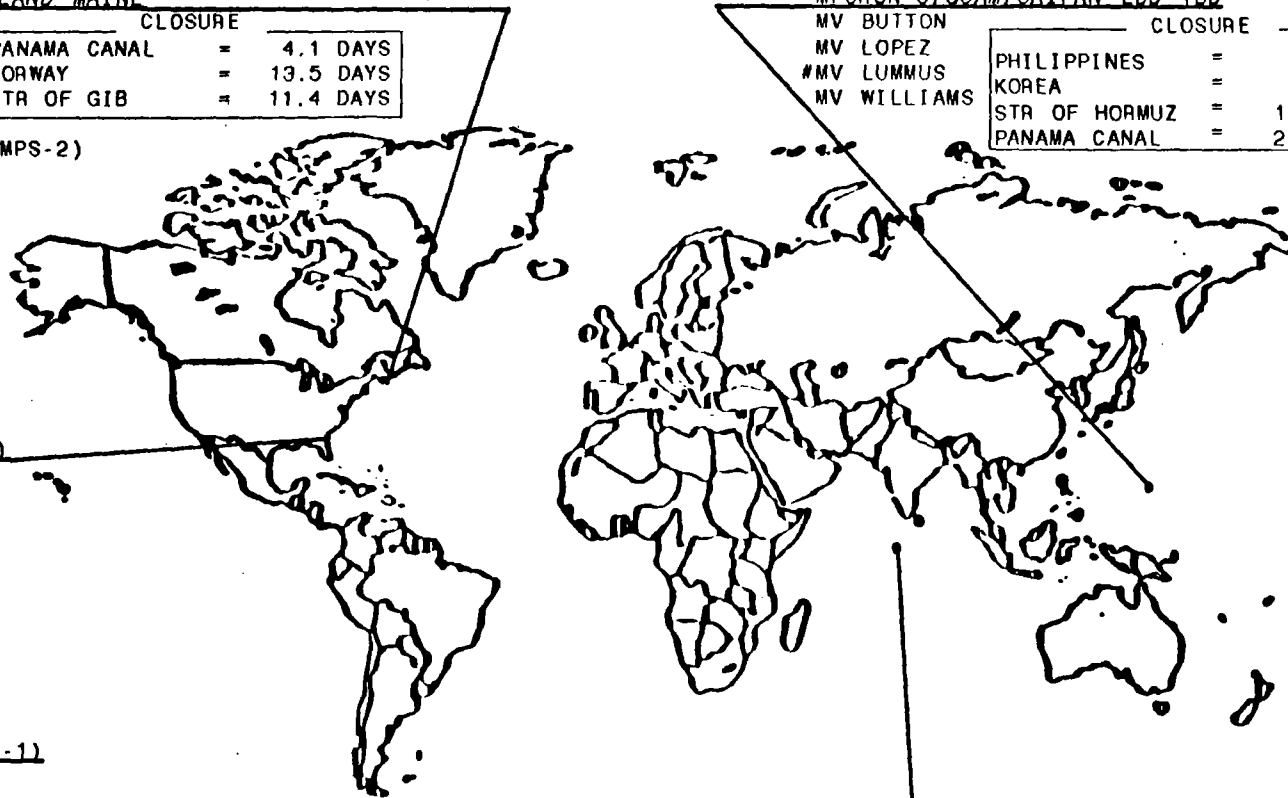 MAINE
CLOSURE
ANAMA CANAL = 4.1 DAYS
ORWAY = 13.5 DAYS
TR OF GIB = 11.4 DAYS
MPS-2)
MV BUTTON
MV LOPEZ
#MV LUMMUS
MV WILLIAMS
CLOSURE
PHILIPPINES =
KOREA =
STR OF HORMUZ = 1
PANAMA CANAL = 2
-1)